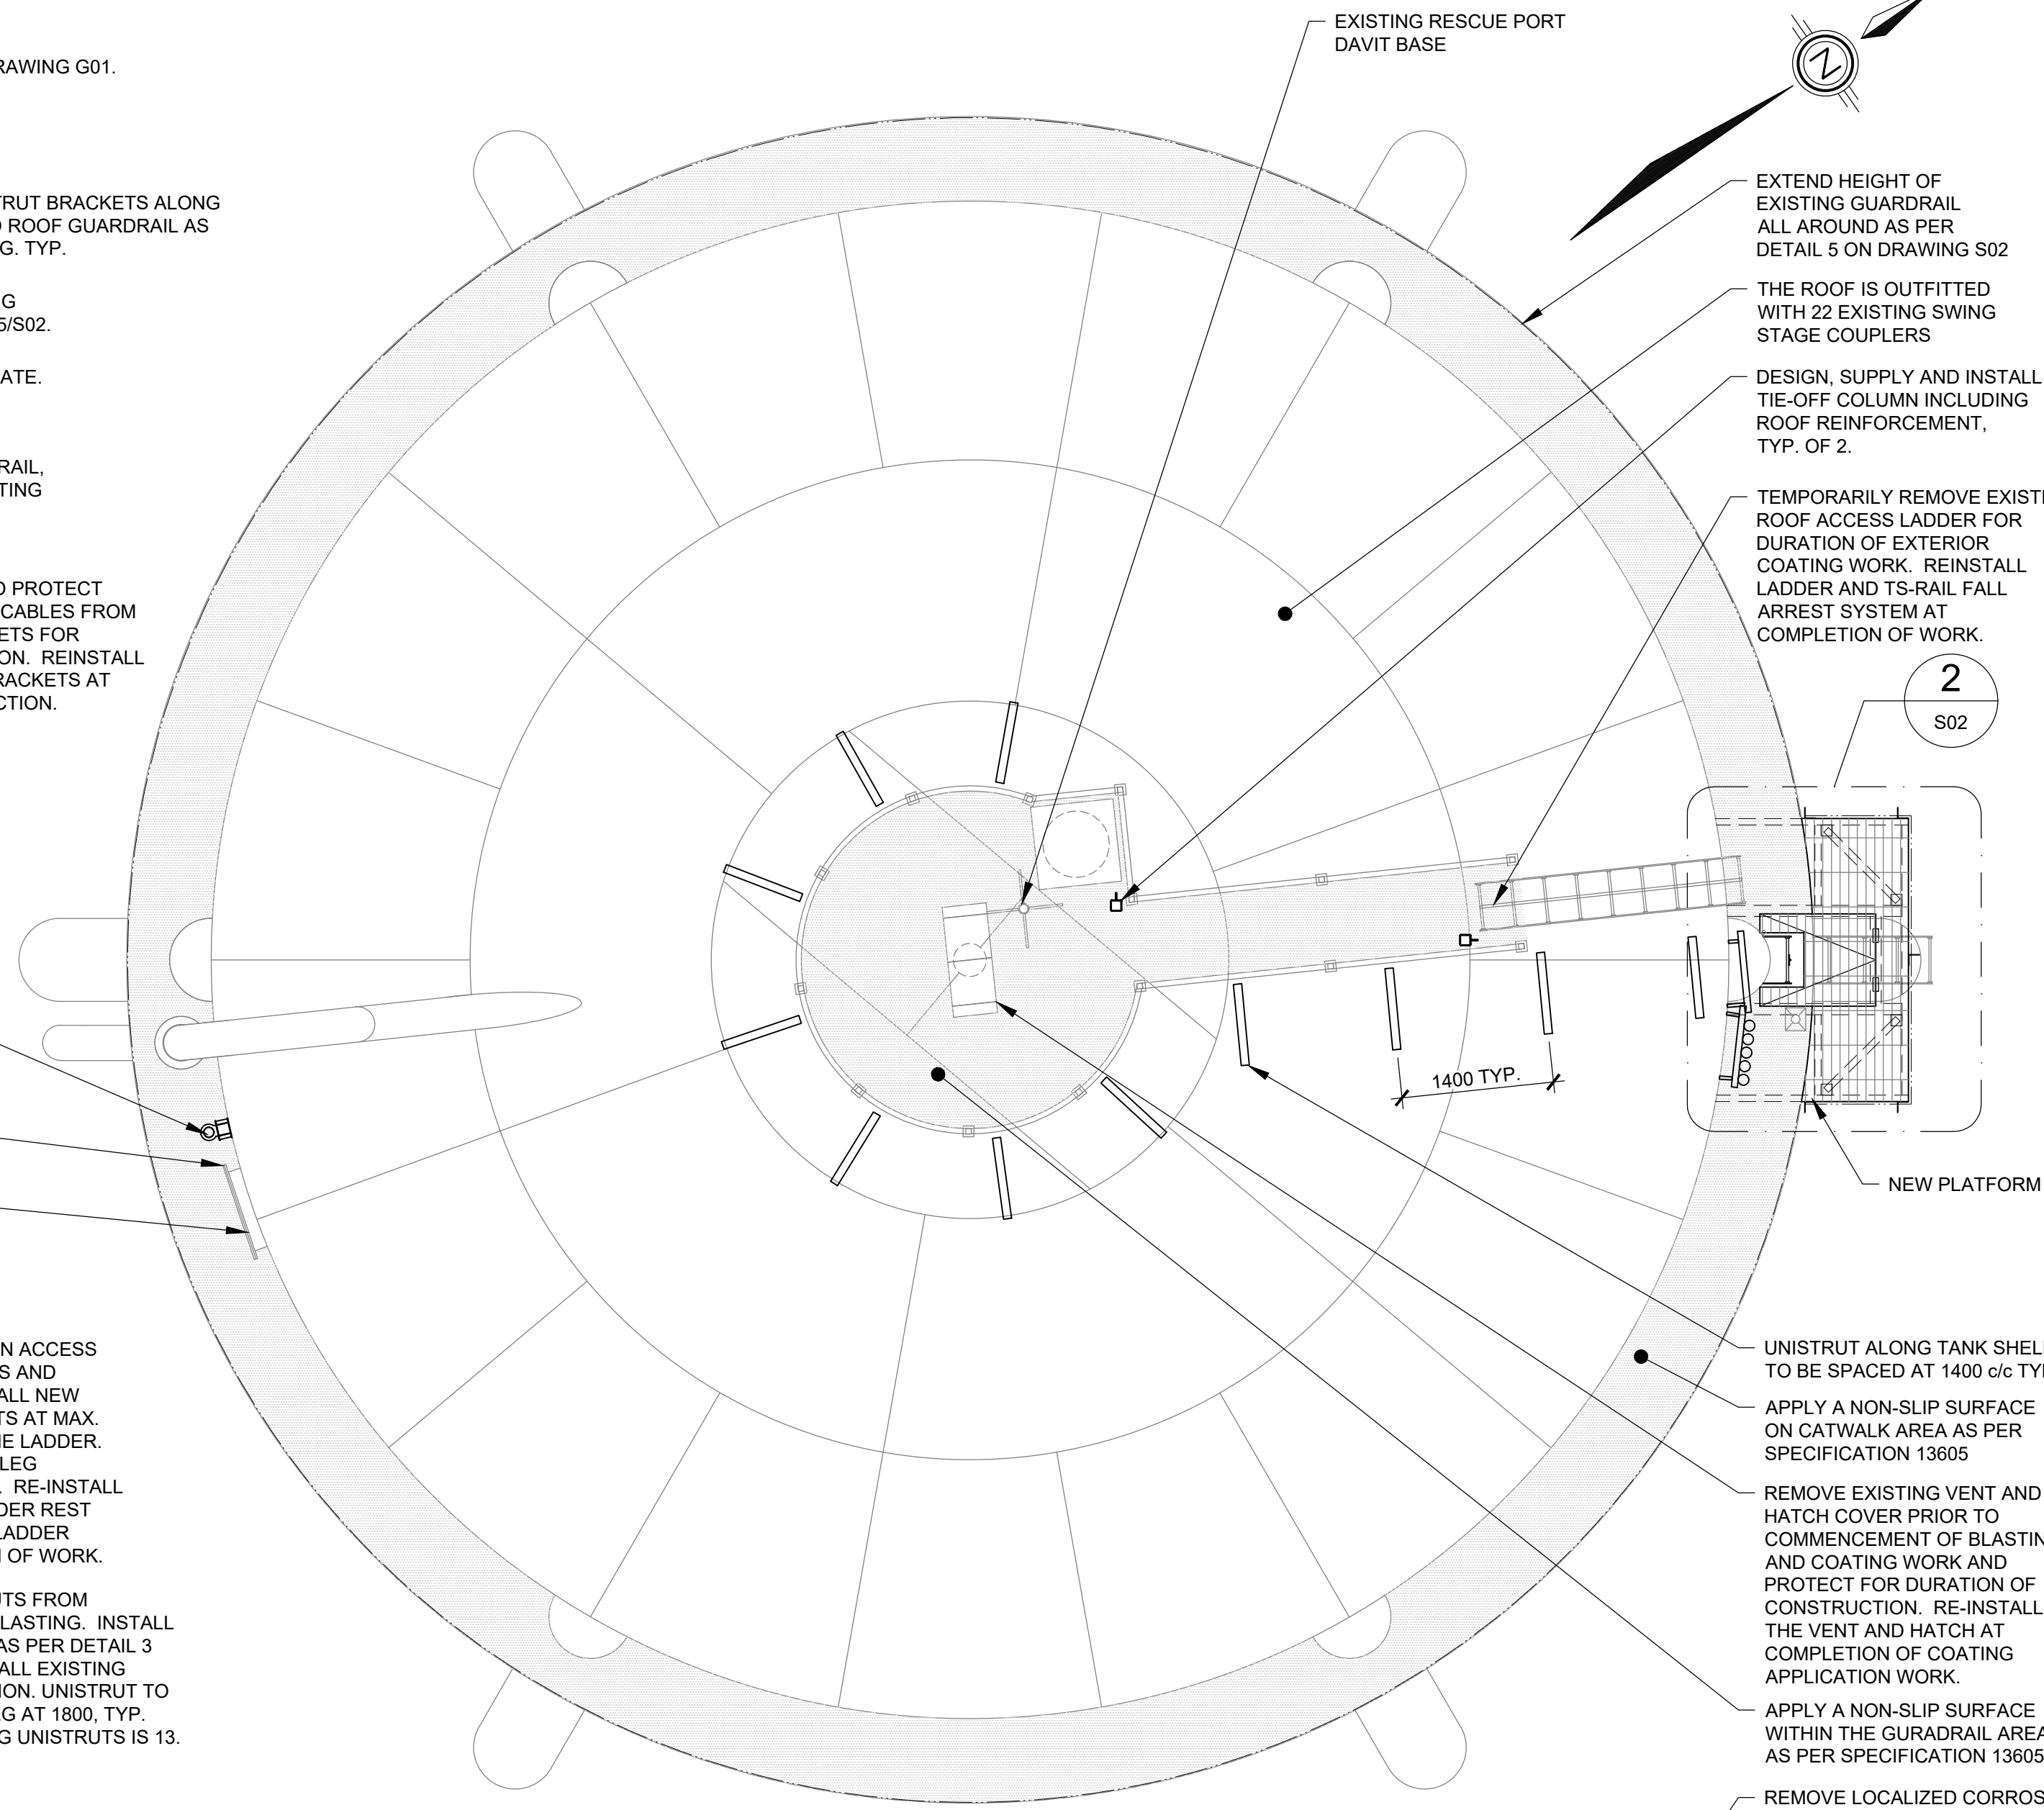 RAWING G01.
TRUT BRACKETS ALONG
ROOF GUARDRAIL AS
G. TYP.
G
5/S02.
ATE.
RAIL,
TING
PROTECT
CABLES FROM
ETS FOR
ON. REINSTALL
RACKETS AT
CTION.
N ACCESS
S AND
ALL NEW
TS AT MAX.
HE LADDER.
LEG
. RE-INSTALL
DER REST
LADDER
OF WORK.
UTS FROM
LASTING. INSTALL
AS PER DETAIL 3
ALL EXISTING
ION. UNISTRUT TO
G AT 1800, TYP.
G UNISTRUTS IS 13.
EXISTING RESCUE PORT
DAVIT BASE
Z
EXTEND HEIGHT OF
EXISTING GUARDRAIL
ALL AROUND AS PER
DETAIL 5 ON DRAWING S02
THE ROOF IS OUTFITTED
WITH 22 EXISTING SWING
STAGE COUPLERS
DESIGN, SUPPLY AND INSTALL
TIE-OFF COLUMN INCLUDING
ROOF REINFORCEMENT,
TYP. OF 2.
TEMPORARILY REMOVE EXISTI
ROOF ACCESS LADDER FOR
DURATION OF EXTERIOR
COATING WORK. REINSTALL
LADDER AND TS-RAIL FALL
ARREST SYSTEM AT
COMPLETION OF WORK.
2
S02
1400 TYP.
NEW PLATFORM
UNISTRUT ALONG TANK SHELL
TO BE SPACED AT 1400 c/c TYP
APPLY A NON-SLIP SURFACE
ON CATWALK AREA AS PER
SPECIFICATION 13605
REMOVE EXISTING VENT AND
HATCH COVER PRIOR TO
COMMENCEMENT OF BLASTIN
AND COATING WORK AND
PROTECT FOR DURATION OF
CONSTRUCTION. RE-INSTALL
THE VENT AND HATCH AT
COMPLETION OF COATING
APPLICATION WORK.
APPLY A NON-SLIP SURFACE
WITHIN THE GURADRAIL AREA
AS PER SPECIFICATION 13605
REMOVE LOCALIZED CORROS